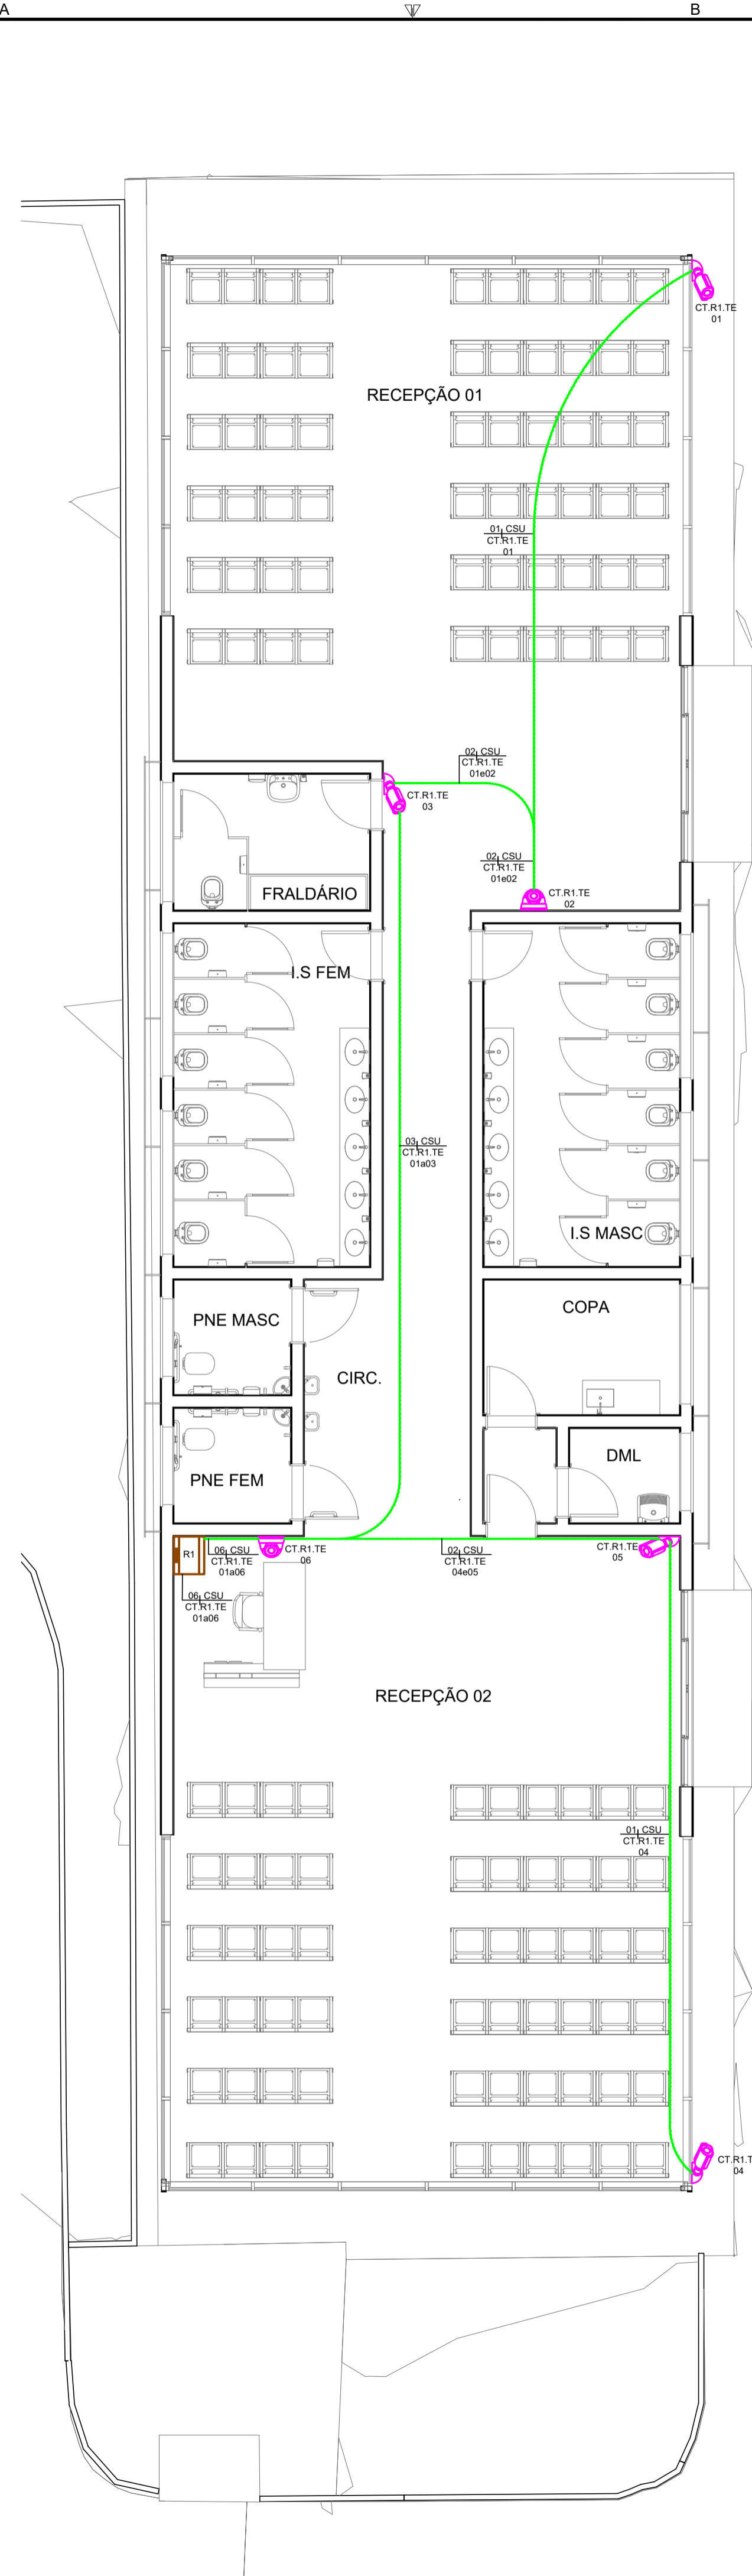 A
B
CT.R1.TE
01
RECEPÇÃO 01
01 CSU
CT.R1.TE
01
02 CSU
CT.R1.TE
01e02
CT.R1.TE
03
02 CSU
CT.R1.TE
01e02
CT.R1.TE
02
FRALDÁRIO
I.S FEM
03 CSU
CT.R1.TE
01a03
I.S MASC
PNE MASC
COPA
CIRC.
DML
PNE FEM
R1
06 CSU
CT.R1.TE
01a06
CT.R1.TE
06
02 CSU
CT.R1.TE
04e05
CT.R1.TE
05
06 CSU
CT.R1.TE
01a06
RECEPÇÃO 02
01 CSU
CT.R1.TE
04
CT.R1.T
04